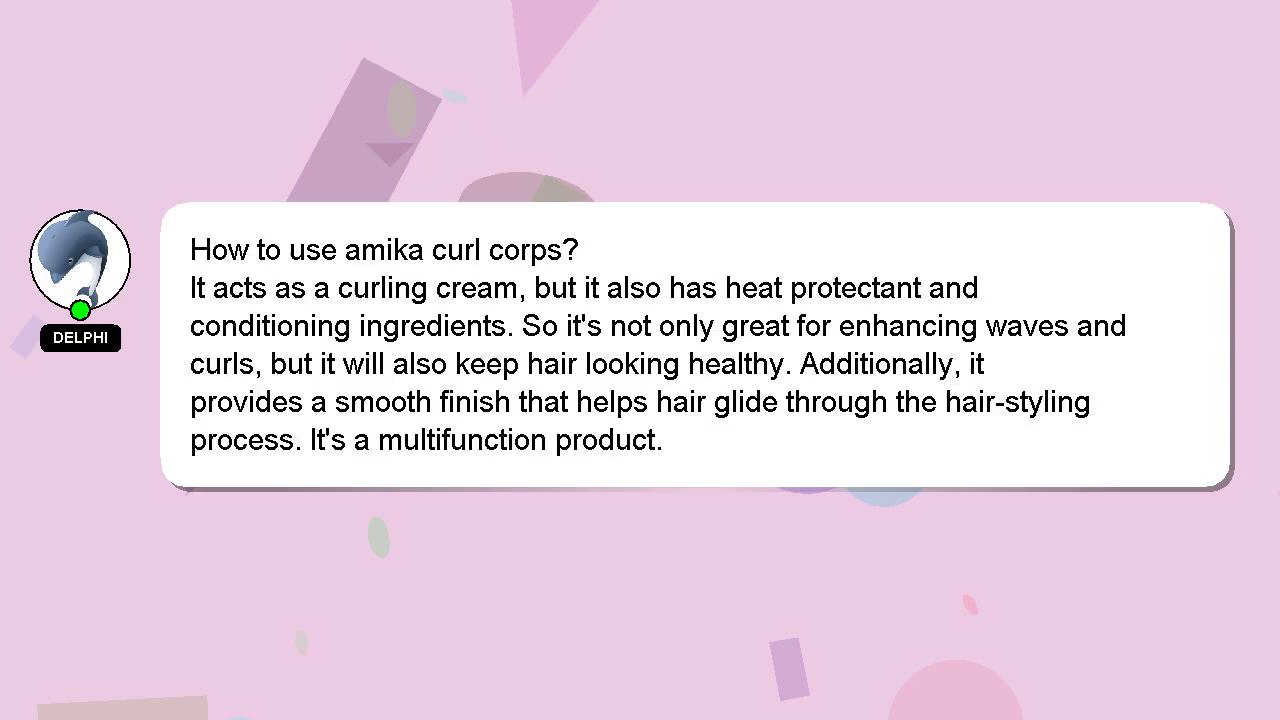 How to use amika curl corps?
It acts as a curling cream, but it also has heat protectant and
conditioning ingredients. So it's not only great for enhancing waves and
curls, but it will also keep hair looking healthy. Additionally, it
provides a smooth finish that helps hair glide through the hair-styling
process. It's a multifunction product.
DELPHI